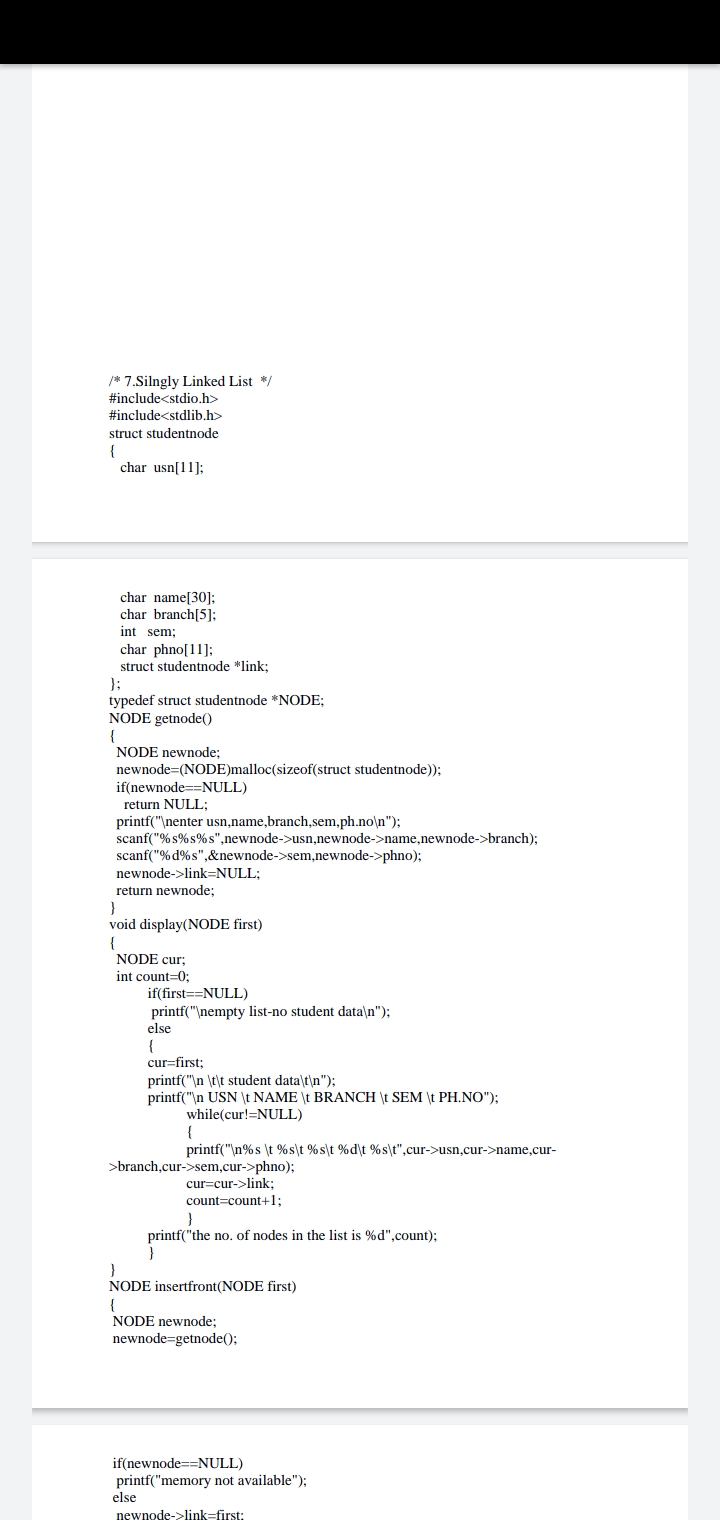 /* 7.Silngly Linked List  */
#include<stdio.h>
#include<stdlib.h>
struct studentnode
{
   char  usn[11];
   char  name[30];
   char  branch[5];
   int   sem;
   char  phno[11];
   struct studentnode *link;
};
typedef struct studentnode *NODE;
NODE getnode()
{
  NODE newnode;
  newnode=(NODE)malloc(sizeof(struct studentnode));
  if(newnode==NULL)
    return NULL;
  printf("\nenter usn,name,branch,sem,ph.no\n");
  scanf("%s%s%s",newnode->usn,newnode->name,newnode->branch);
  scanf("%d%s",&newnode->sem,newnode->phno);
  newnode->link=NULL;
  return newnode;
}
void display(NODE first)
{
  NODE cur;
  int count=0;
          if(first==NULL)
           printf("\nempty list-no student data\n");
          else
          {
          cur=first;
          printf("\n \t\t student data\t\n");
          printf("\n USN \t NAME \t BRANCH \t SEM \t PH.NO");
                    while(cur!=NULL)
                    {
                    printf("\n%s \t %s\t %s\t %d\t %s\t",cur->usn,cur->name,cur-
>branch,cur->sem,cur->phno);
                    cur=cur->link;
                    count=count+1;
                    }
          printf("the no. of nodes in the list is %d",count);
          }
}
NODE insertfront(NODE first)
{
 NODE newnode;
 newnode=getnode();
 if(newnode==NULL)
  printf("memory not available");
 else
  newnode->link=first;